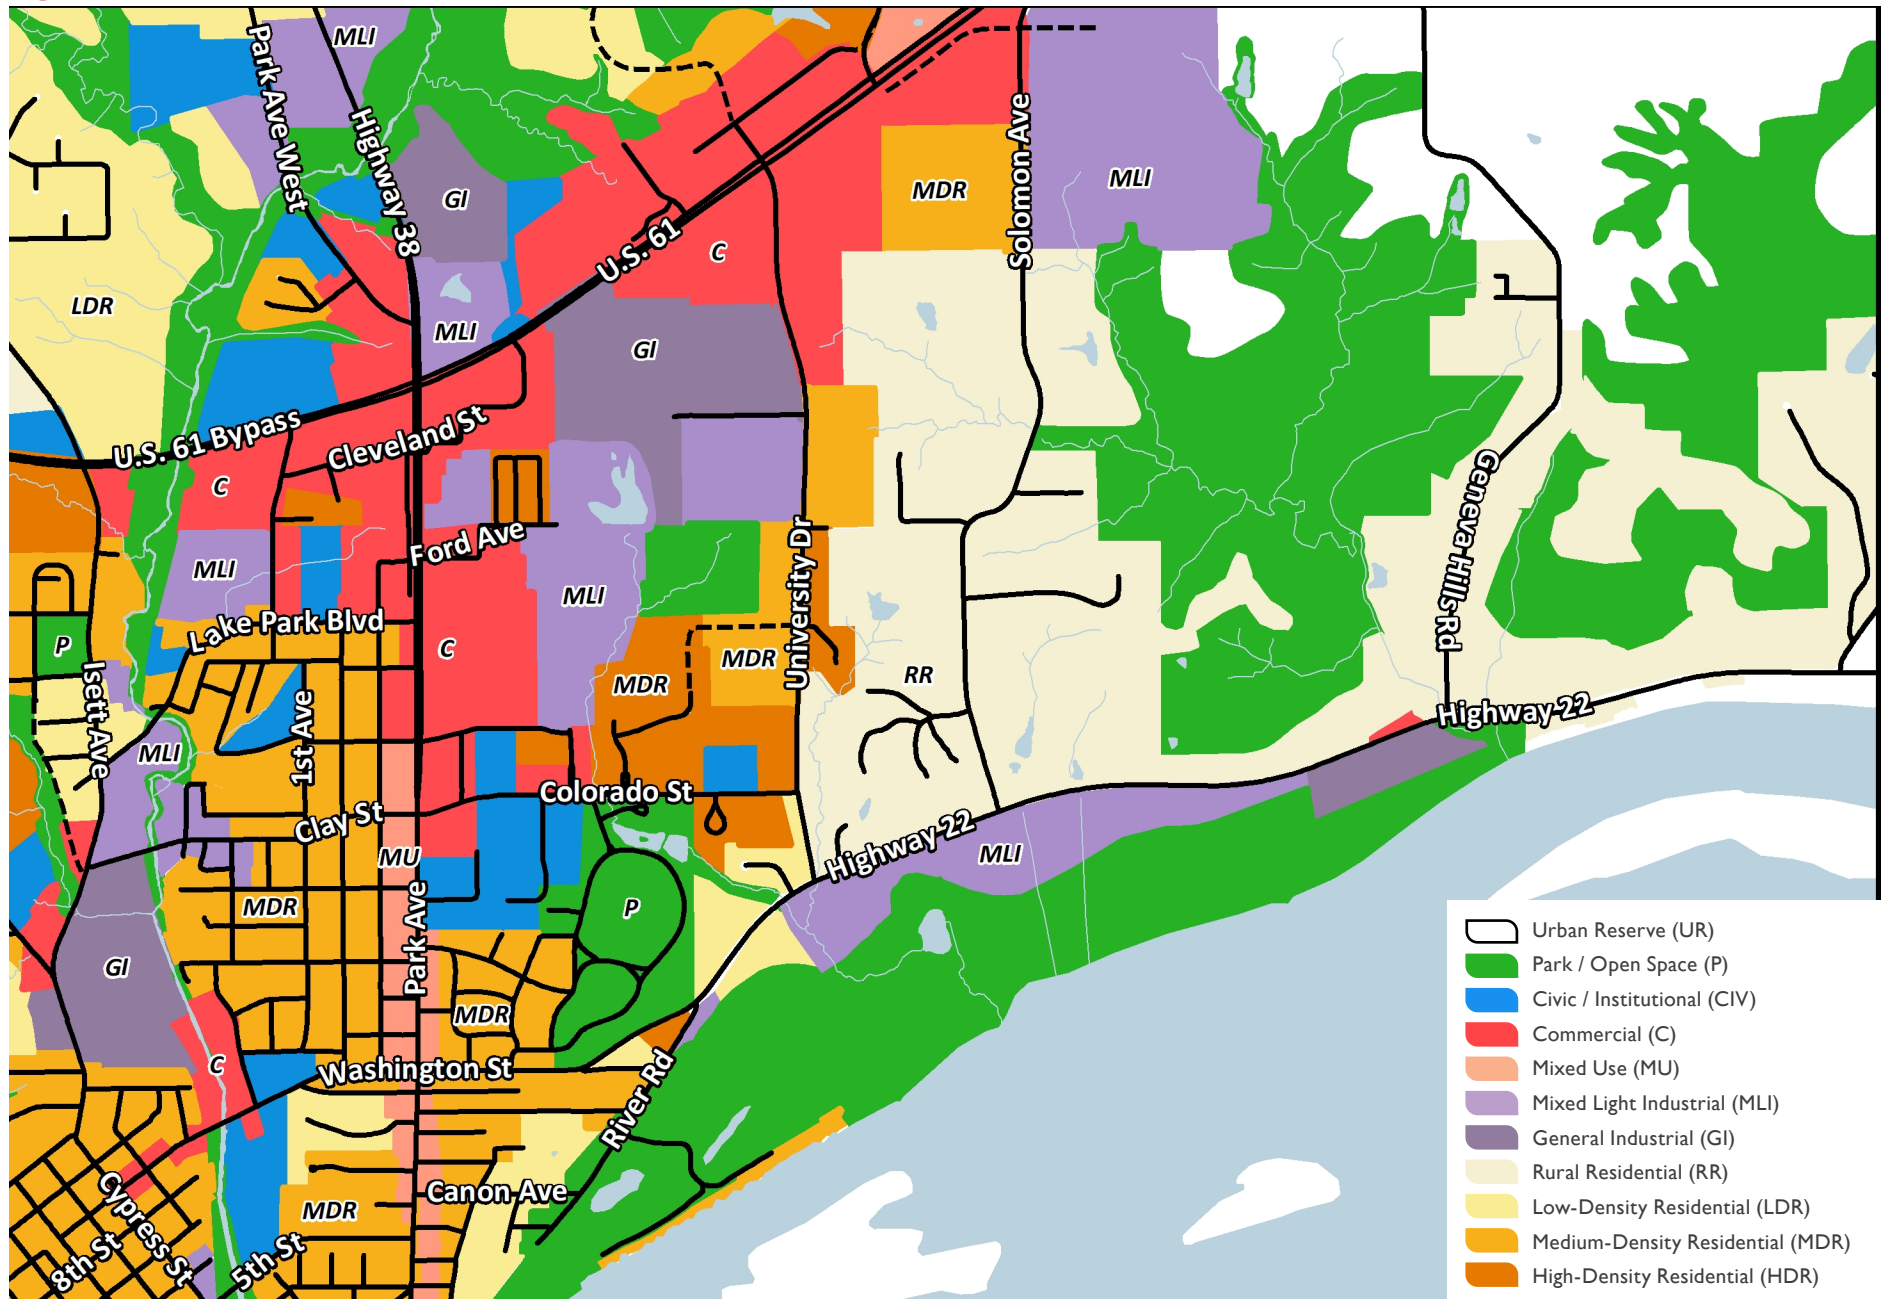 MLI
Park Ave West
Highway 38
GI
MDR
Solomon Ave
MLI
U.S. 61
C
LDR
MLI
GI
U.S. 61 Bypass
Cleveland St
C
Geneva Hills Rd
Ford Ave
MLI
MLI
University Dr
Lake Park Blvd
P
C
MDR
MDR
RR
Isett Ave
1st Ave
MLI
Highway 22
Colorado St
Clay St
MU
Highway 22
MLI
MDR
P
Park Ave
GI
MDR
C
Washington St
River Rd
Cypress St
Canon Ave
MDR
8th St
5th St
Urban Reserve (UR)
Park / Open Space (P)
Civic / Institutional (CIV)
Commercial (C)
Mixed Use (MU)
Mixed Light Industrial (MLI)
General Industrial (GI)
Rural Residential (RR)
Low-Density Residential (LDR)
Medium-Density Residential (MDR)
High-Density Residential (HDR)